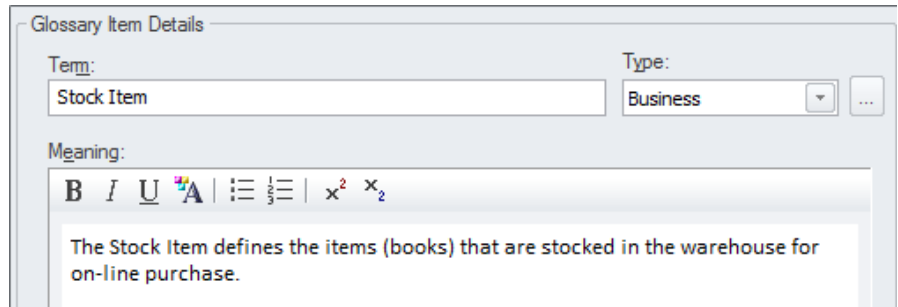 Glossary Item Details
Term:
Type:
Stock Item
Business
...
Meaning:
B I U A x² x₂
The Stock Item defines the items (books) that are stocked in the warehouse for
on-line purchase.